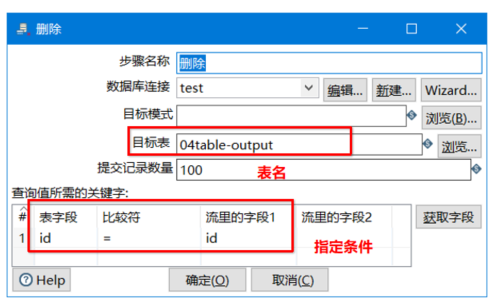 删除
步骤名称 删除
数据库连接 test 编辑... 新建... Wizard...
目标模式 浏览(B)...
目标表 04table-output 浏览...
提交记录数量 100 表名
查询值所需的关键字:
# 表字段 比较符 流里的字段1 流里的字段2 获取字段
1 id = id 指定条件
Help 确定(O) 取消(C)